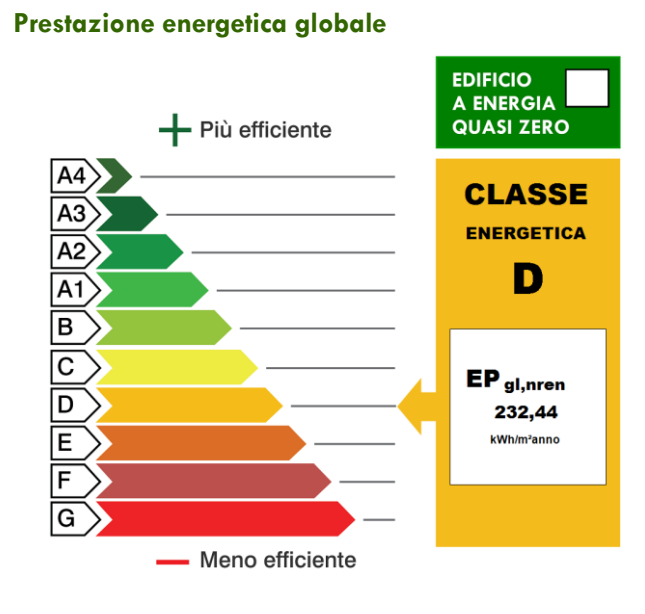 Prestazione energetica globale
EDIFICIO
A ENERGIA
QUASI ZERO
Più efficiente
A4
A3
A2
A1
B
C
D
E
F
G
Meno efficiente
CLASSE
ENERGETICA
D
EP gl,nren
232,44
kWh/m²anno